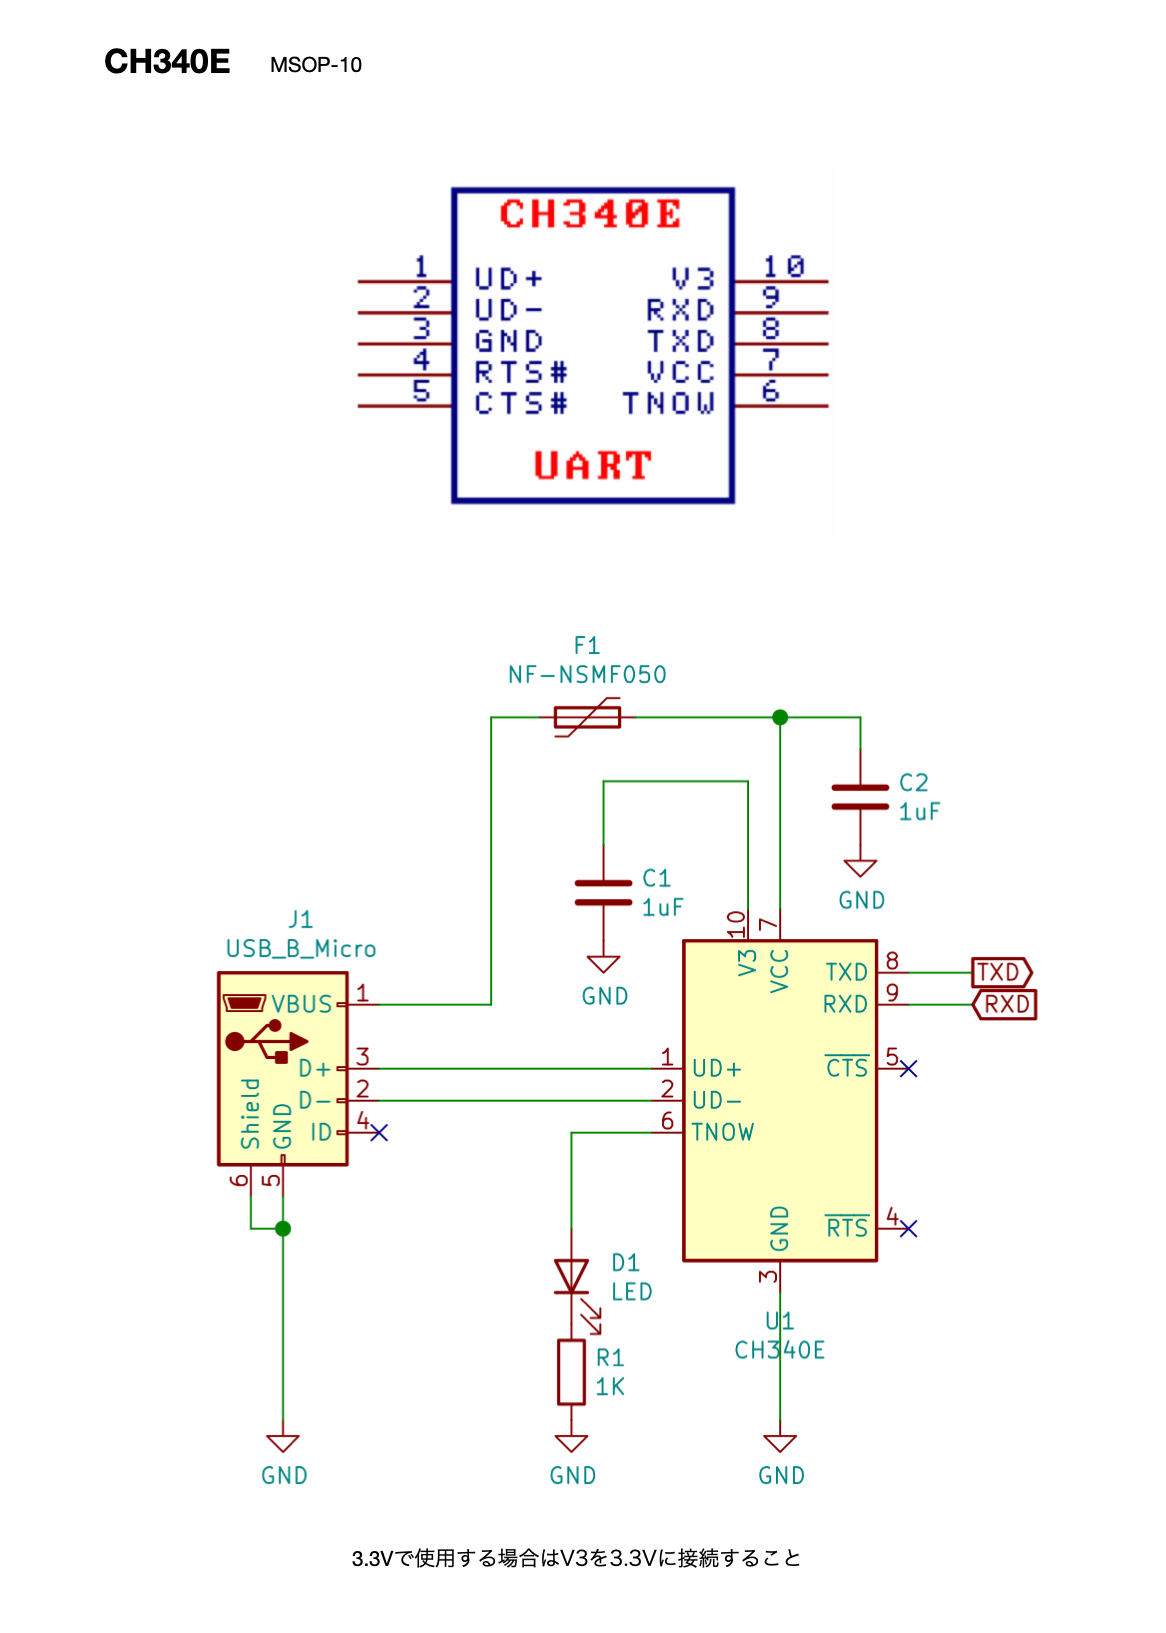 CH340E MSOP-10
CH340E
1 UD+ V3 10
2 UD- RXD 9
3 GND TXD 8
4 RTS# VCC 7
5 CTS# TNOW 6
UART
F1
NF-NSMF050
C2
1uF
GND
C1
1uF
GND
J1
USB_B_Micro
VBUS 1
D+ 3
D- 2
ID 4
Shield 6
GND 5
GND
10 V3
7 VCC
TXD 8 TXD
RXD 9 RXD
1 UD+
2 UD-
6 TNOW
CTS 5
RTS 4
GND 3
U1
CH340E
GND
D1
LED
R1
1K
GND
3.3Vで使用する場合はV3を3.3Vに接続すること